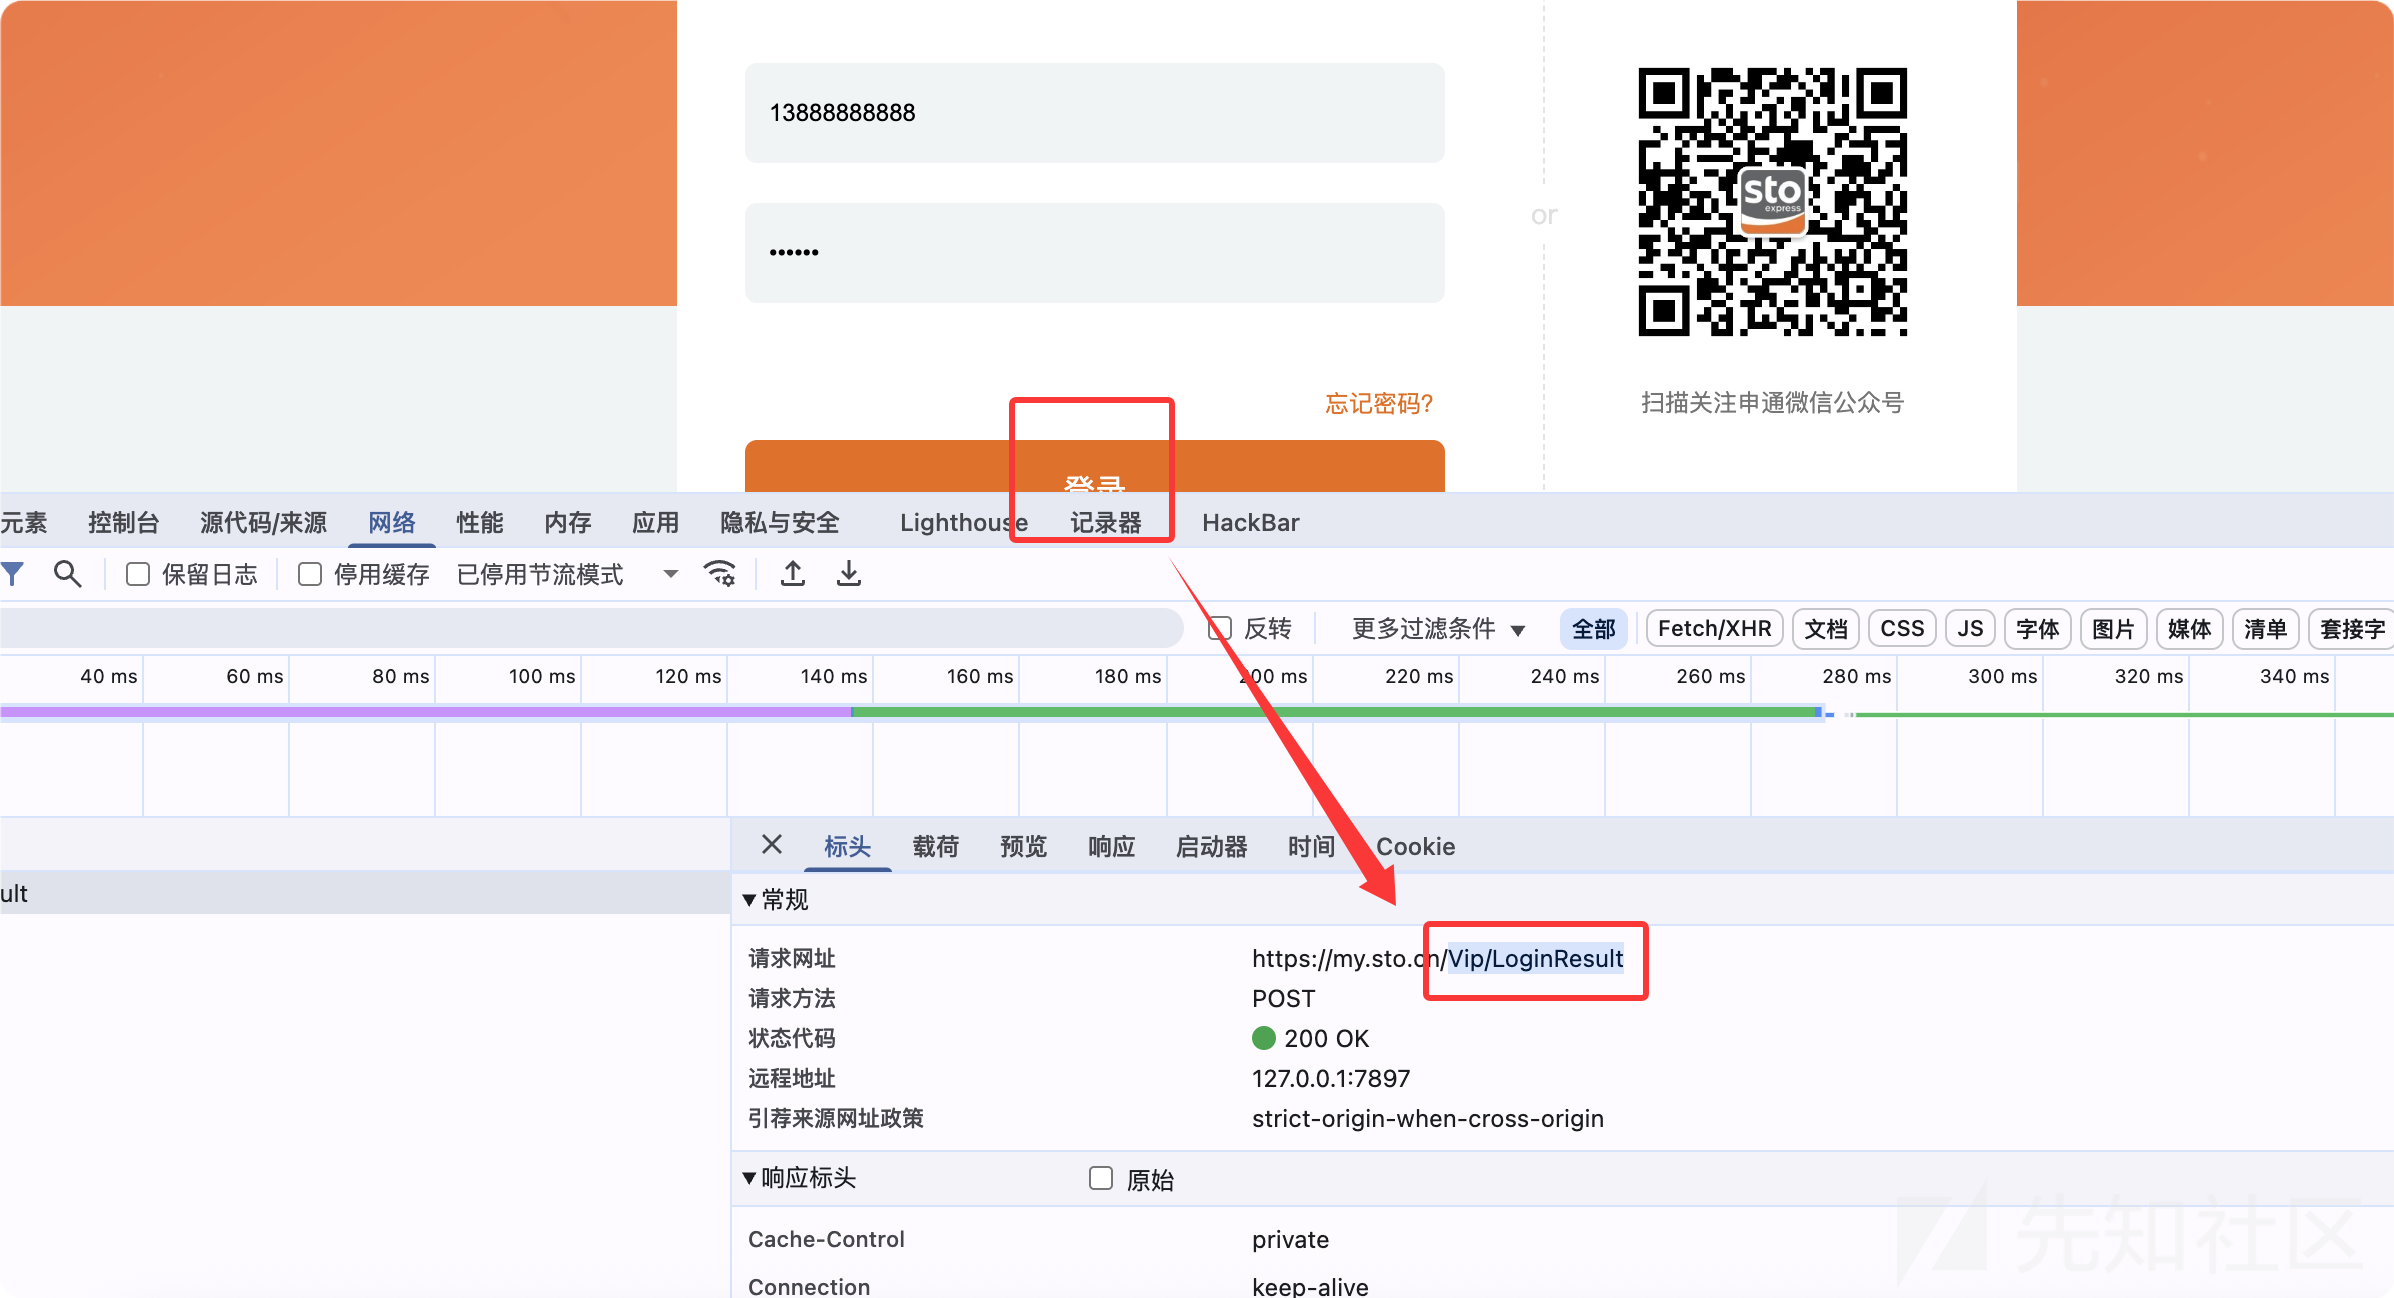 13888888888
••••••
or
sto
express
忘记密码?
扫描关注申通微信公众号
登录
元素 控制台 源代码/来源 网络 性能 内存 应用 隐私与安全 Lighthouse 记录器 HackBar
保留日志 停用缓存 已停用节流模式
反转 更多过滤条件 全部 Fetch/XHR 文档 CSS JS 字体 图片 媒体 清单 套接字
40 ms 60 ms 80 ms 100 ms 120 ms 140 ms 160 ms 180 ms 200 ms 220 ms 240 ms 260 ms 280 ms 300 ms 320 ms 340 ms
标头 载荷 预览 响应 启动器 时间 Cookie
ult
常规
请求网址 https://my.sto.cn/Vip/LoginResult
请求方法 POST
状态代码 200 OK
远程地址 127.0.0.1:7897
引荐来源网址政策 strict-origin-when-cross-origin
响应标头 原始
Cache-Control private
Connection keep-alive
先知社区